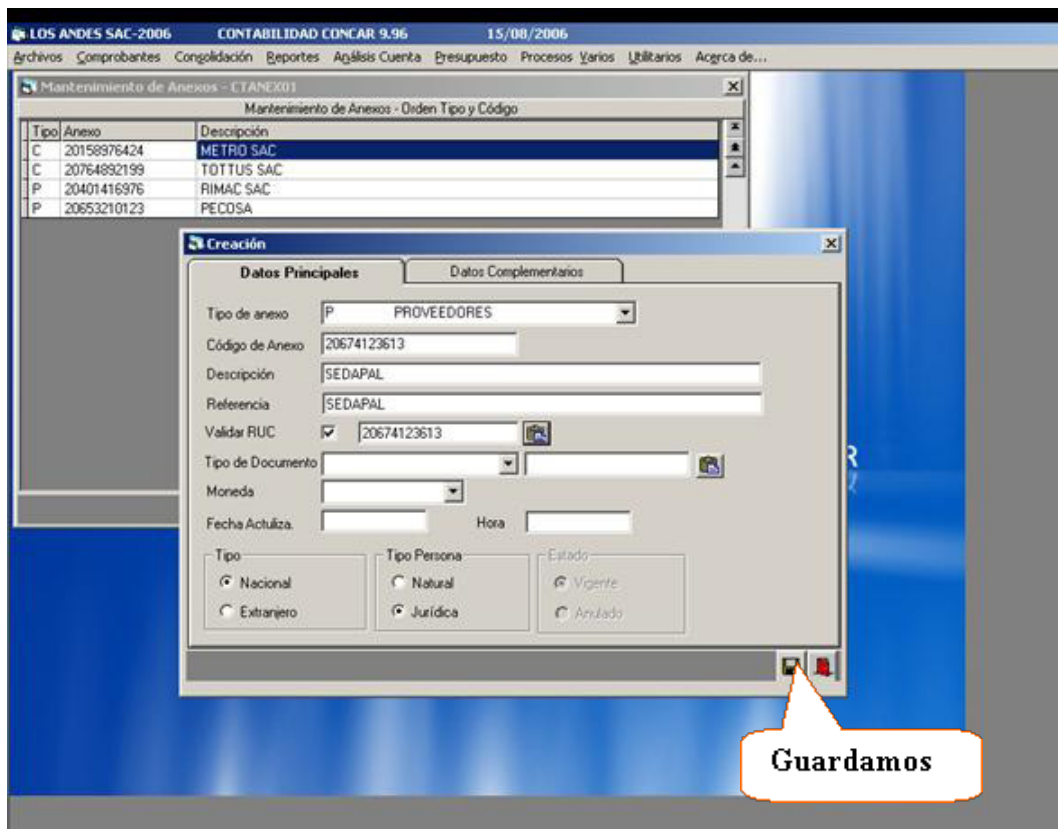 LOS ANDES SAC-2006 CONTABILIDAD CONCAR 9.96 15/08/2006
Archivos Comprobantes Consolidación Reportes Análisis Cuenta Presupuesto Procesos Varios Utilitarios Acerca de...
Mantenimiento de Anexos - CTANEX01
Mantenimiento de Anexos - Orden Tipo y Código
Tipo Anexo Descripción
C 20158976424 METRO SAC
C 20764892199 TOTTUS SAC
P 20401416976 RIMAC SAC
P 20653210123 PECOSA
Creación
Datos Principales Datos Complementarios
Tipo de anexo P PROVEEDORES
Código de Anexo 20674123613
Descripción SEDAPAL
Referencia SEDAPAL
Validar RUC 20674123613
Tipo de Documento
Moneda
Fecha Actuliza. Hora
Tipo Tipo Persona Estado
Nacional Natural Vigente
Extranjero Jurídica Anulado
R
Guardamos